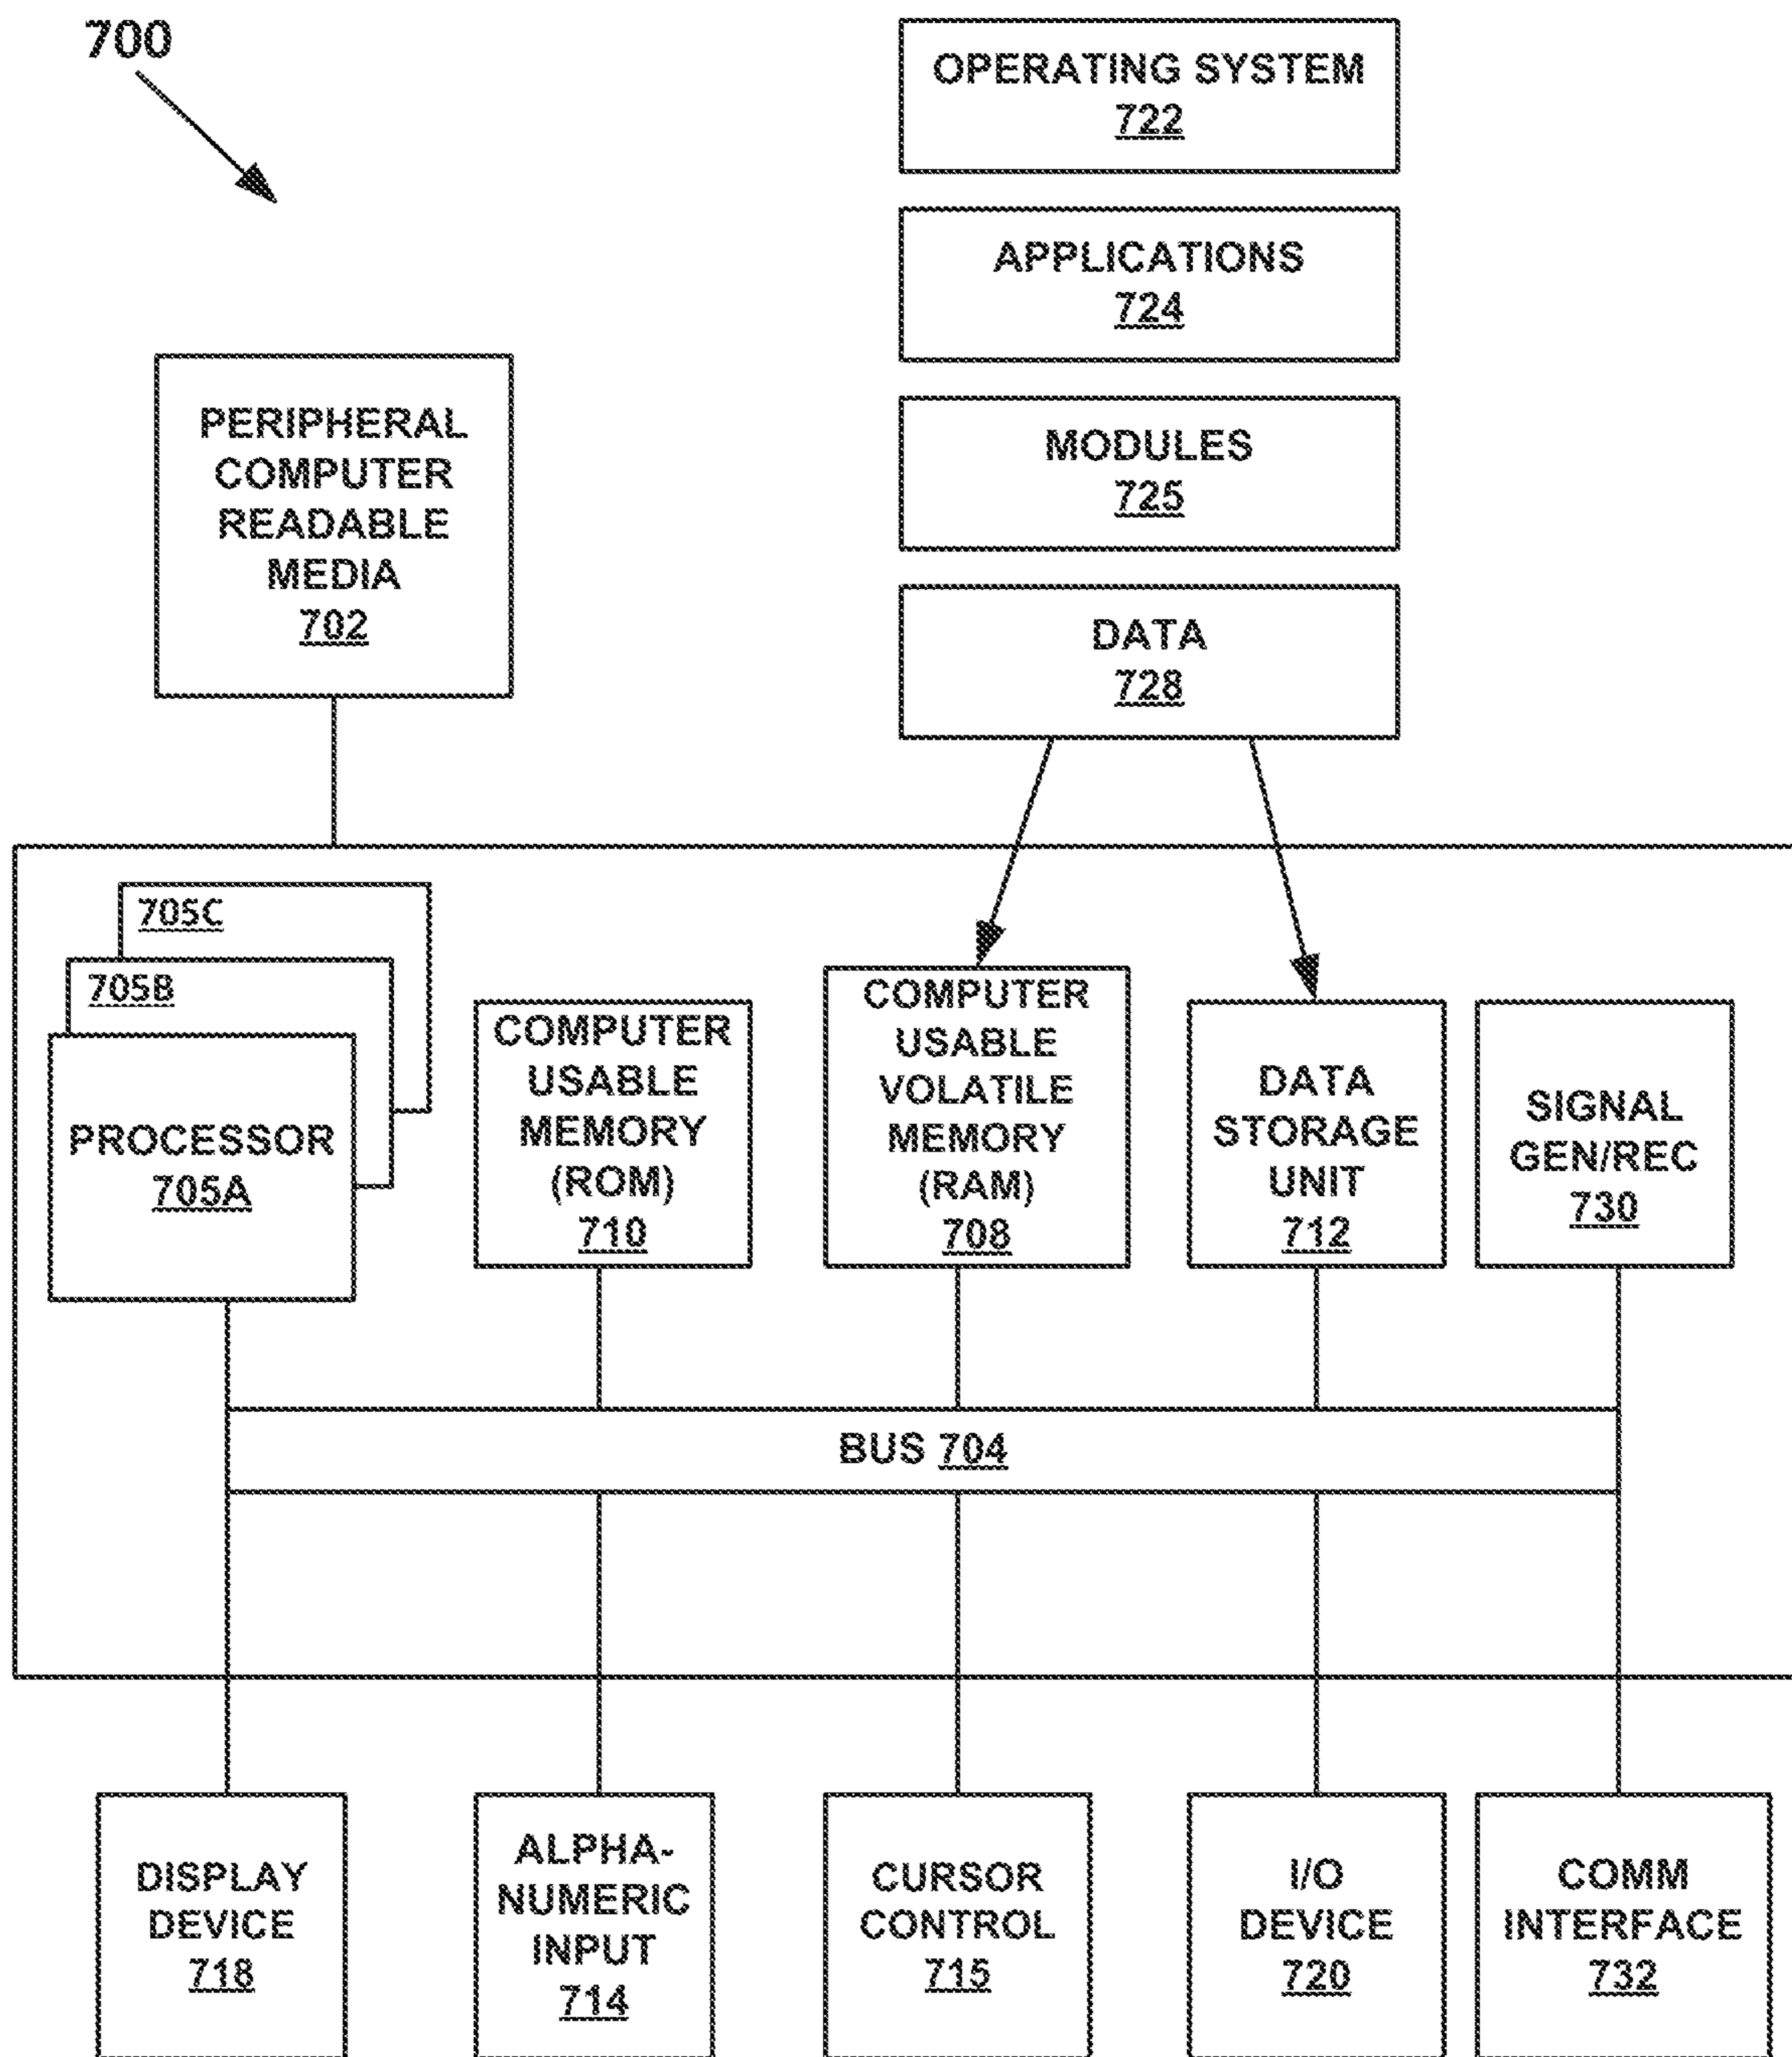 700
OPERATING SYSTEM
722
APPLICATIONS
724
MODULES
725
DATA
728
PERIPHERAL
COMPUTER
READABLE
MEDIA
702
705C
705B
PROCESSOR
705A
COMPUTER
USABLE
MEMORY
(ROM)
710
COMPUTER
USABLE
VOLATILE
MEMORY
(RAM)
708
DATA
STORAGE
UNIT
712
SIGNAL
GEN/REC
730
BUS 704
DISPLAY
DEVICE
718
ALPHA-
NUMERIC
INPUT
714
CURSOR
CONTROL
715
I/O
DEVICE
720
COMM
INTERFACE
732